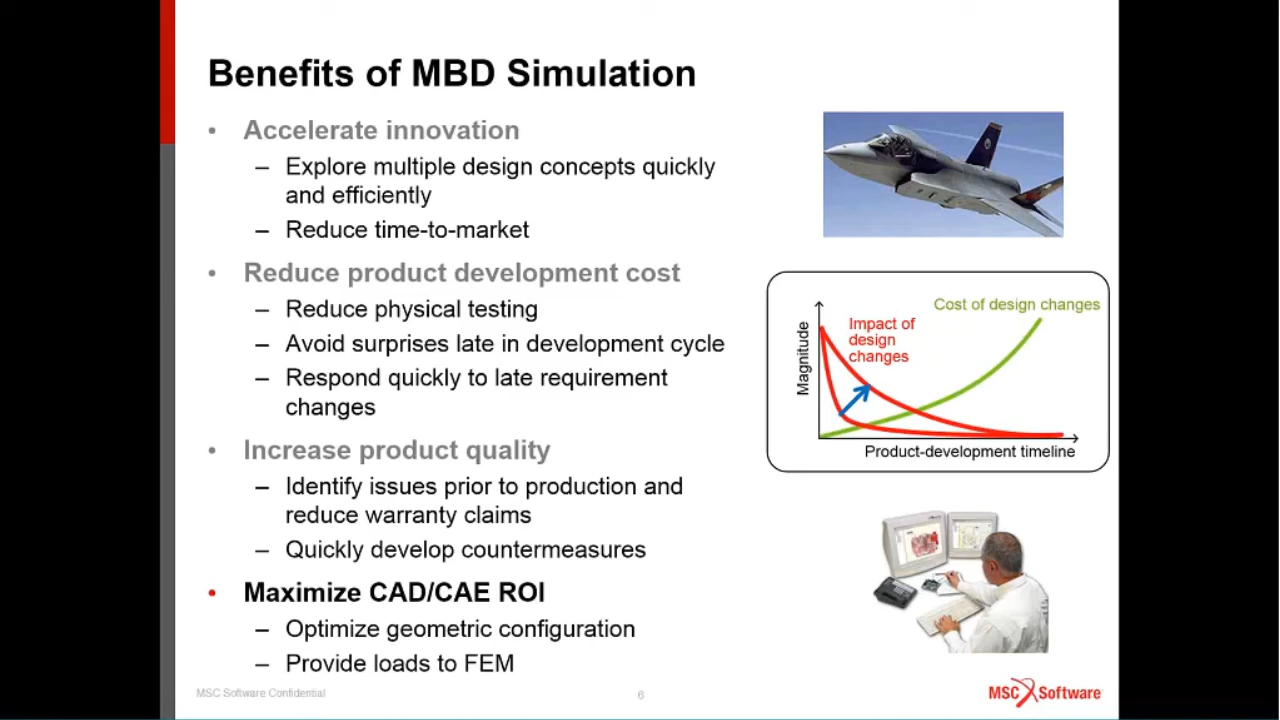 Benefits of MBD Simulation
• Accelerate innovation
– Explore multiple design concepts quickly
and efficiently
– Reduce time-to-market
• Reduce product development cost
– Reduce physical testing
– Avoid surprises late in development cycle
– Respond quickly to late requirement
changes
• Increase product quality
– Identify issues prior to production and
reduce warranty claims
– Quickly develop countermeasures
• Maximize CAD/CAE ROI
– Optimize geometric configuration
– Provide loads to FEM
Cost of design changes
Impact of
design
changes
Magnitude
Product-development timeline
MSC Software Confidential
6
MSC Software